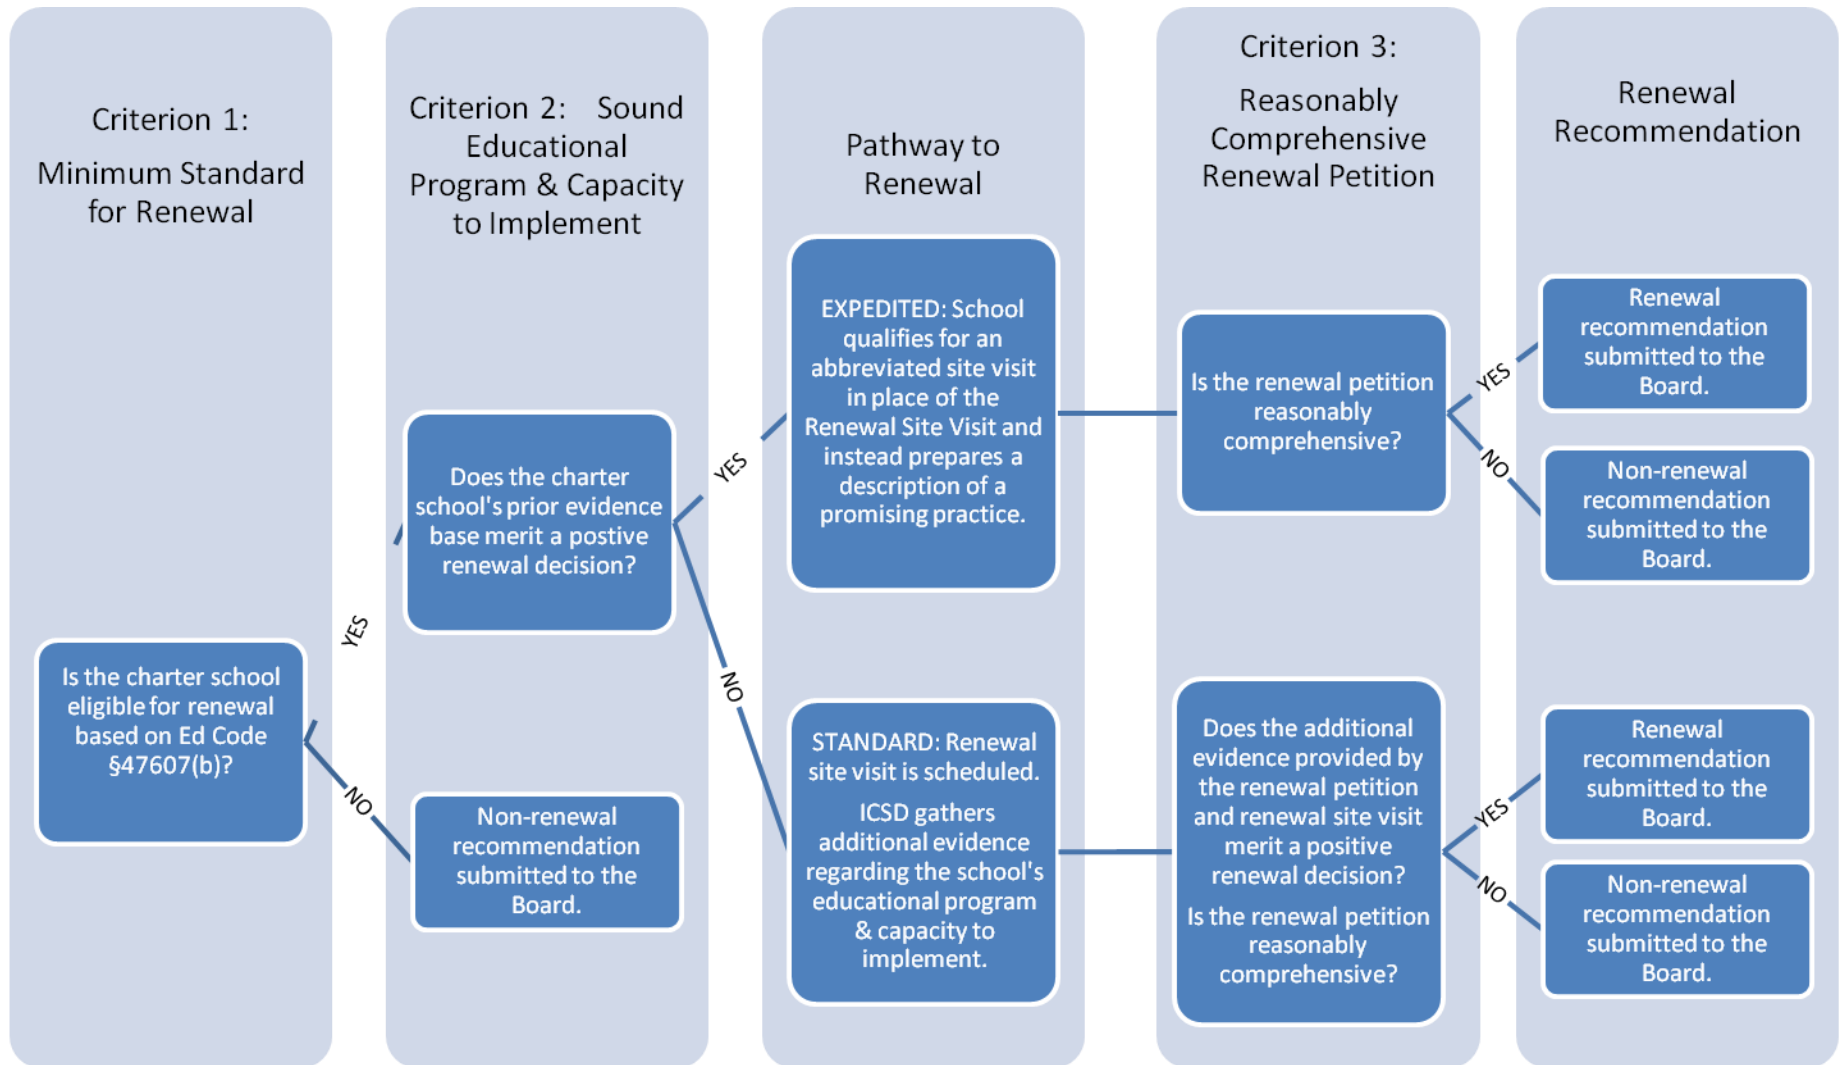 Criterion 1:
Minimum Standard
for Renewal
Is the charter school
eligible for renewal
based on Ed Code
§47607(b)?
YES
NO
Criterion 2: Sound
Educational
Program & Capacity
to Implement
Does the charter
school's prior evidence
base merit a postive
renewal decision?
Non-renewal
recommendation
submitted to the
Board.
YES
NO
Pathway to
Renewal
EXPEDITED: School
qualifies for an
abbreviated site visit
in place of the
Renewal Site Visit and
instead prepares a
description of a
promising practice.
STANDARD: Renewal
site visit is scheduled.
ICSD gathers
additional evidence
regarding the school's
educational program
& capacity to
implement.
Criterion 3:
Reasonably
Comprehensive
Renewal Petition
Is the renewal petition
reasonably
comprehensive?
YES
NO
Does the additional
evidence provided by
the renewal petition
and renewal site visit
merit a positive
renewal decision?
Is the renewal petition
reasonably
comprehensive?
YES
NO
Renewal
Recommendation
Renewal
recommendation
submitted to the
Board.
Non-renewal
recommendation
submitted to the
Board.
Renewal
recommendation
submitted to the
Board.
Non-renewal
recommendation
submitted to the
Board.